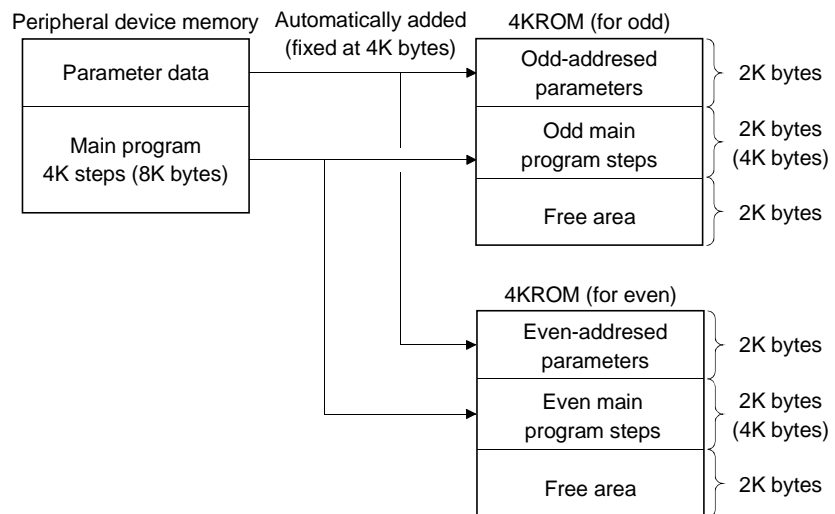 Peripheral device memory
Parameter data
Main program
4K steps (8K bytes)
Automatically added
(fixed at 4K bytes)
4KROM (for odd)
Odd-addresed
parameters
2K bytes
Odd main
program steps
2K bytes
(4K bytes)
Free area
2K bytes
4KROM (for even)
Even-addresed
parameters
2K bytes
Even main
program steps
2K bytes
(4K bytes)
Free area
2K bytes